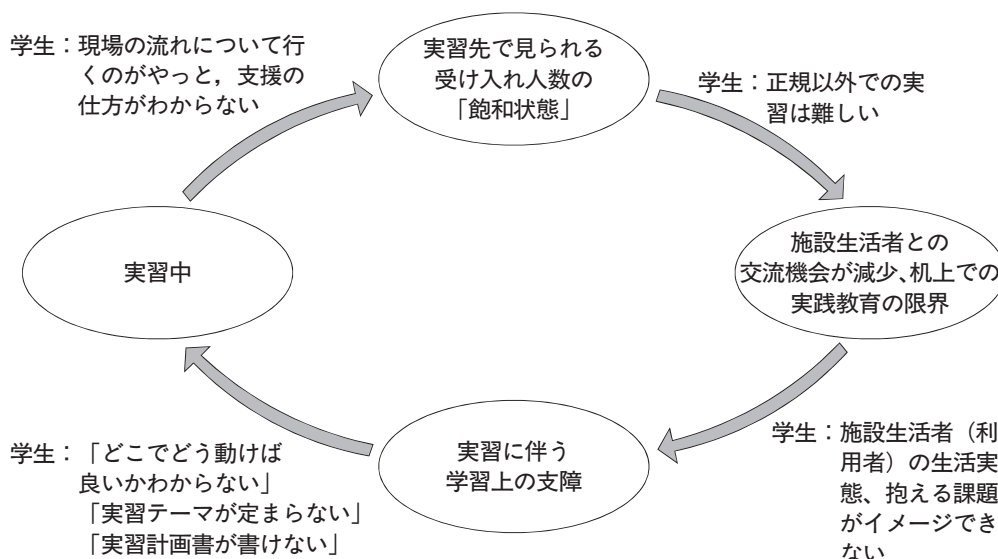 学生：現場の流れについて行
くのがやっと，支援の
仕方がわからない
実習先で見られる
受け入れ人数の
「飽和状態」
学生：正規以外での実
習は難しい
実習中
施設生活者との
交流機会が減少、机上での
実践教育の限界
学生：「どこでどう動けば
良いかわからない」
「実習テーマが定まらない」
「実習計画書が書けない」
実習に伴う
学習上の支障
学生：施設生活者（利
用者）の生活実
態、抱える課題
がイメージでき
ない